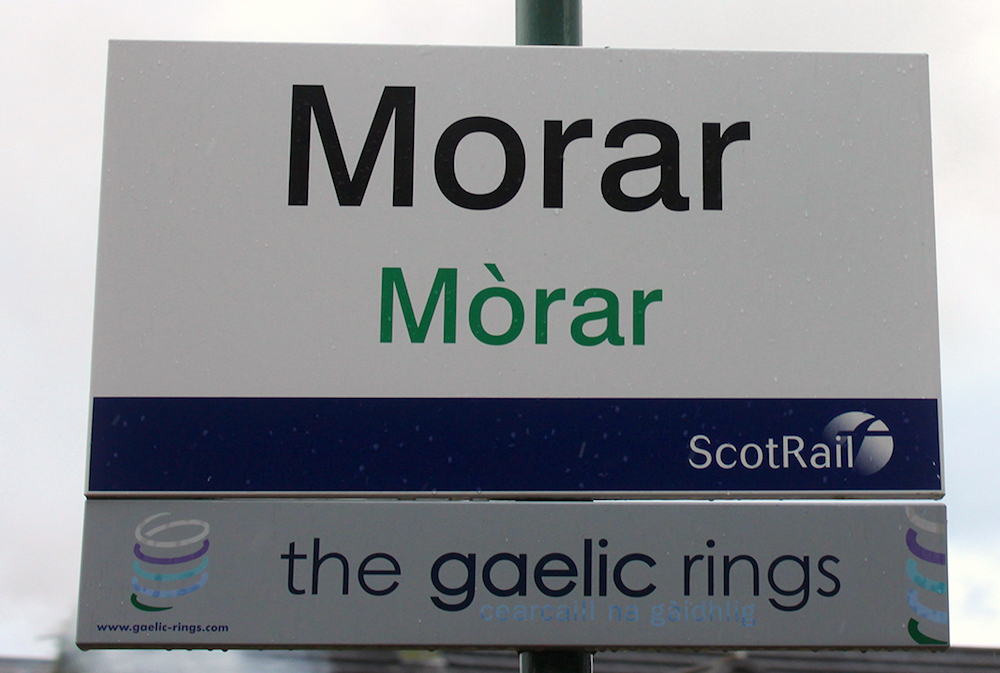 Morar
Mòrar
ScotRail
the gaelic rings
cearcaill na gàidhlig
www.gaelic-rings.com